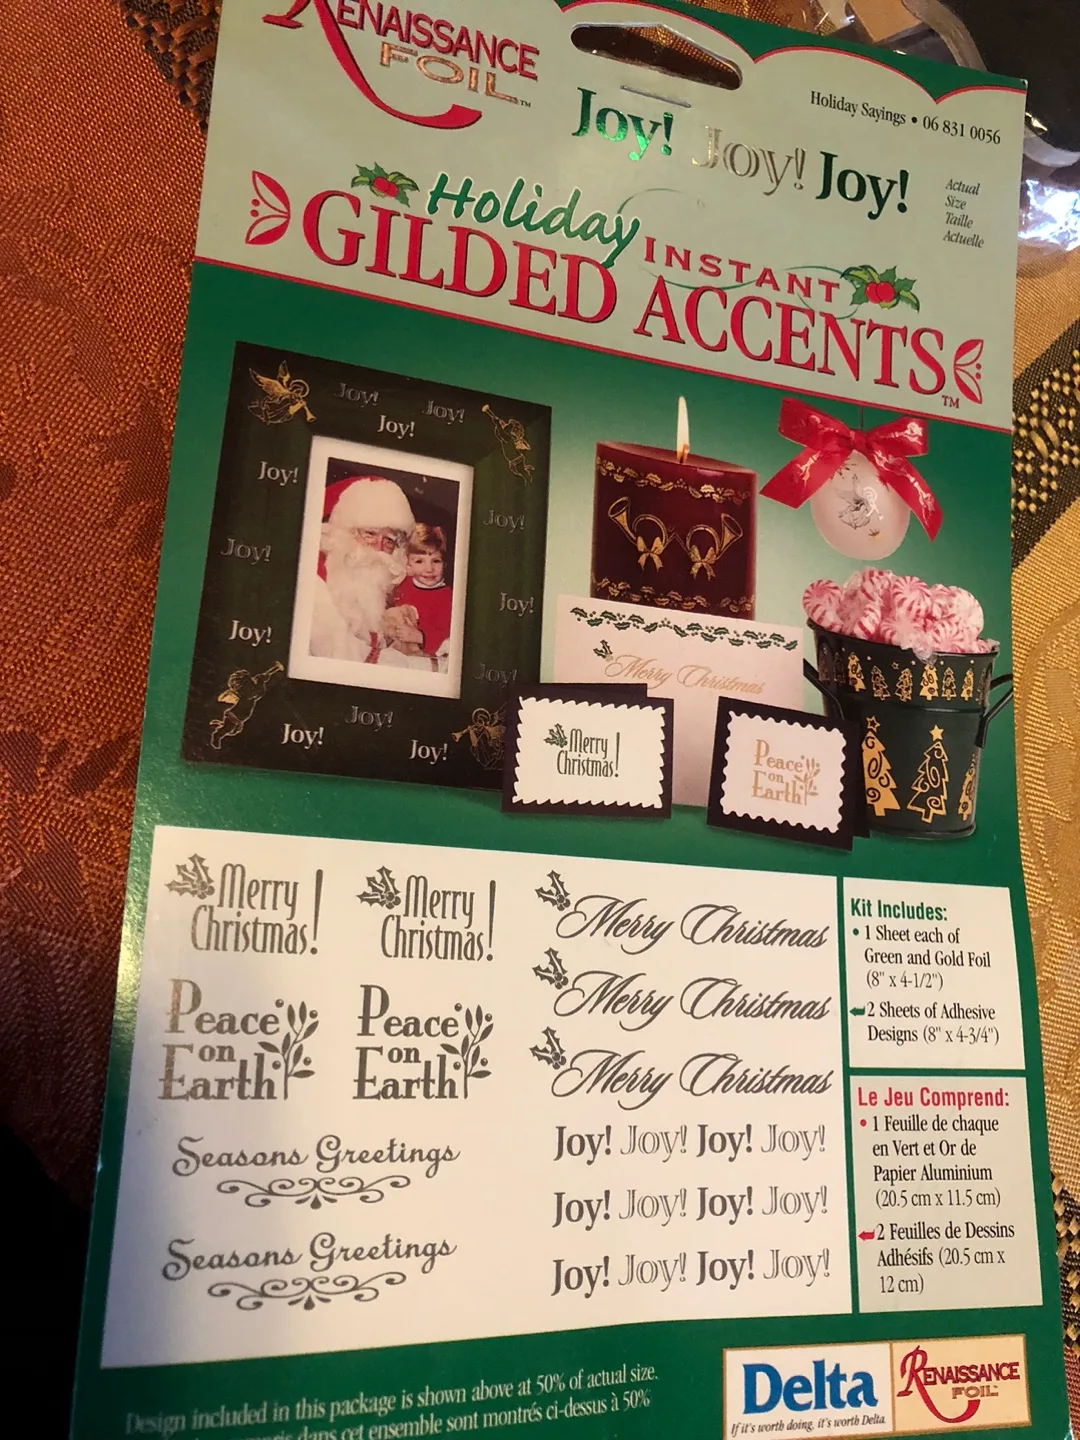 RENAISSANCE
FOIL™
Holiday Sayings • 06 831 0056
Joy! Joy! Joy!
Actual
Size
Taille
Actuelle
Holiday INSTANT
GILDED ACCENTS™
Joy!
Joy!
Joy!
Joy!
Joy!
Joy!
Joy!
Joy!
Joy!
Joy!
Joy!
Joy!
Merry Christmas
Merry
Christmas!
Peace
on
Earth
Merry
Christmas!
Merry
Christmas!
Peace
on
Earth
Peace
on
Earth
Seasons Greetings
Seasons Greetings
Merry Christmas
Merry Christmas
Merry Christmas
Joy! Joy! Joy! Joy!
Joy! Joy! Joy! Joy!
Joy! Joy! Joy! Joy!
Kit Includes:
• 1 Sheet each of
Green and Gold Foil
(8" x 4-1/2")
2 Sheets of Adhesive
Designs (8" x 4-3/4")
Le Jeu Comprend:
• 1 Feuille de chaque
en Vert et Or de
Papier Aluminium
(20.5 cm x 11.5 cm)
2 Feuilles de Dessins
Adhésifs (20.5 cm x
12 cm)
Design included in this package is shown above at 50% of actual size.
dans cet ensemble sont montrés ci-dessus à 50%
Delta
If it's worth doing, it's worth Delta.
RENAISSANCE
FOIL™